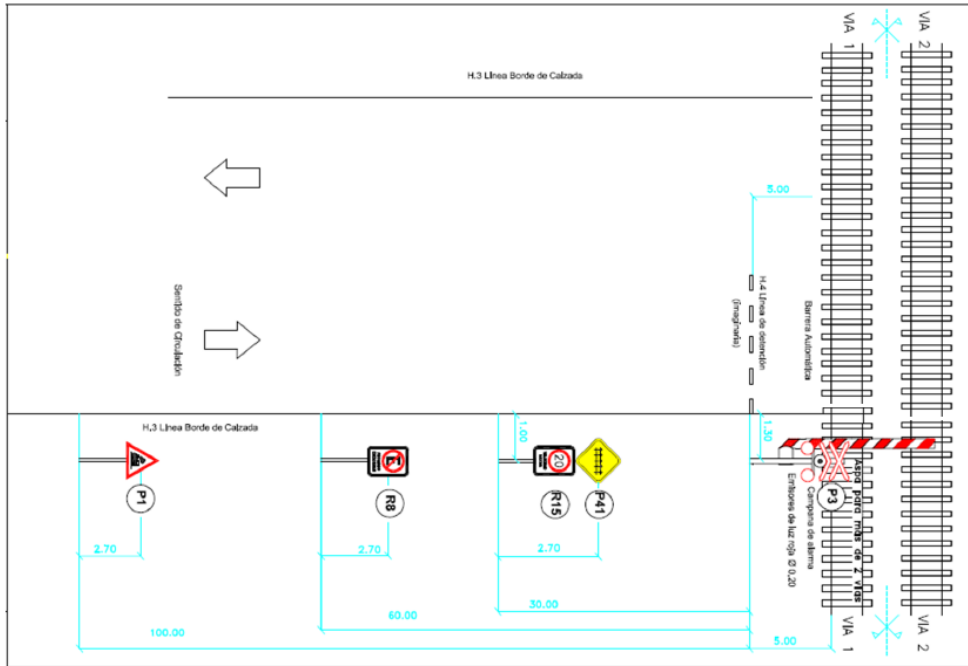 VIA 1
VIA 2
H.3 Línea Borde de Calzada
5.00
Sentido de Circulación
H.4 Línea de detención
(imaginaria)
Barrera Automática
H.3 Línea Borde de Calzada
1.00
1.30
E
20
P1
R8
R15
P41
P3
Aspa para más de 2 vías
Campana de alarma
Emisores de luz roja Ø 0,20
2.70
2.70
2.70
30.00
60.00
100.00
5.00
VIA 1
VIA 2